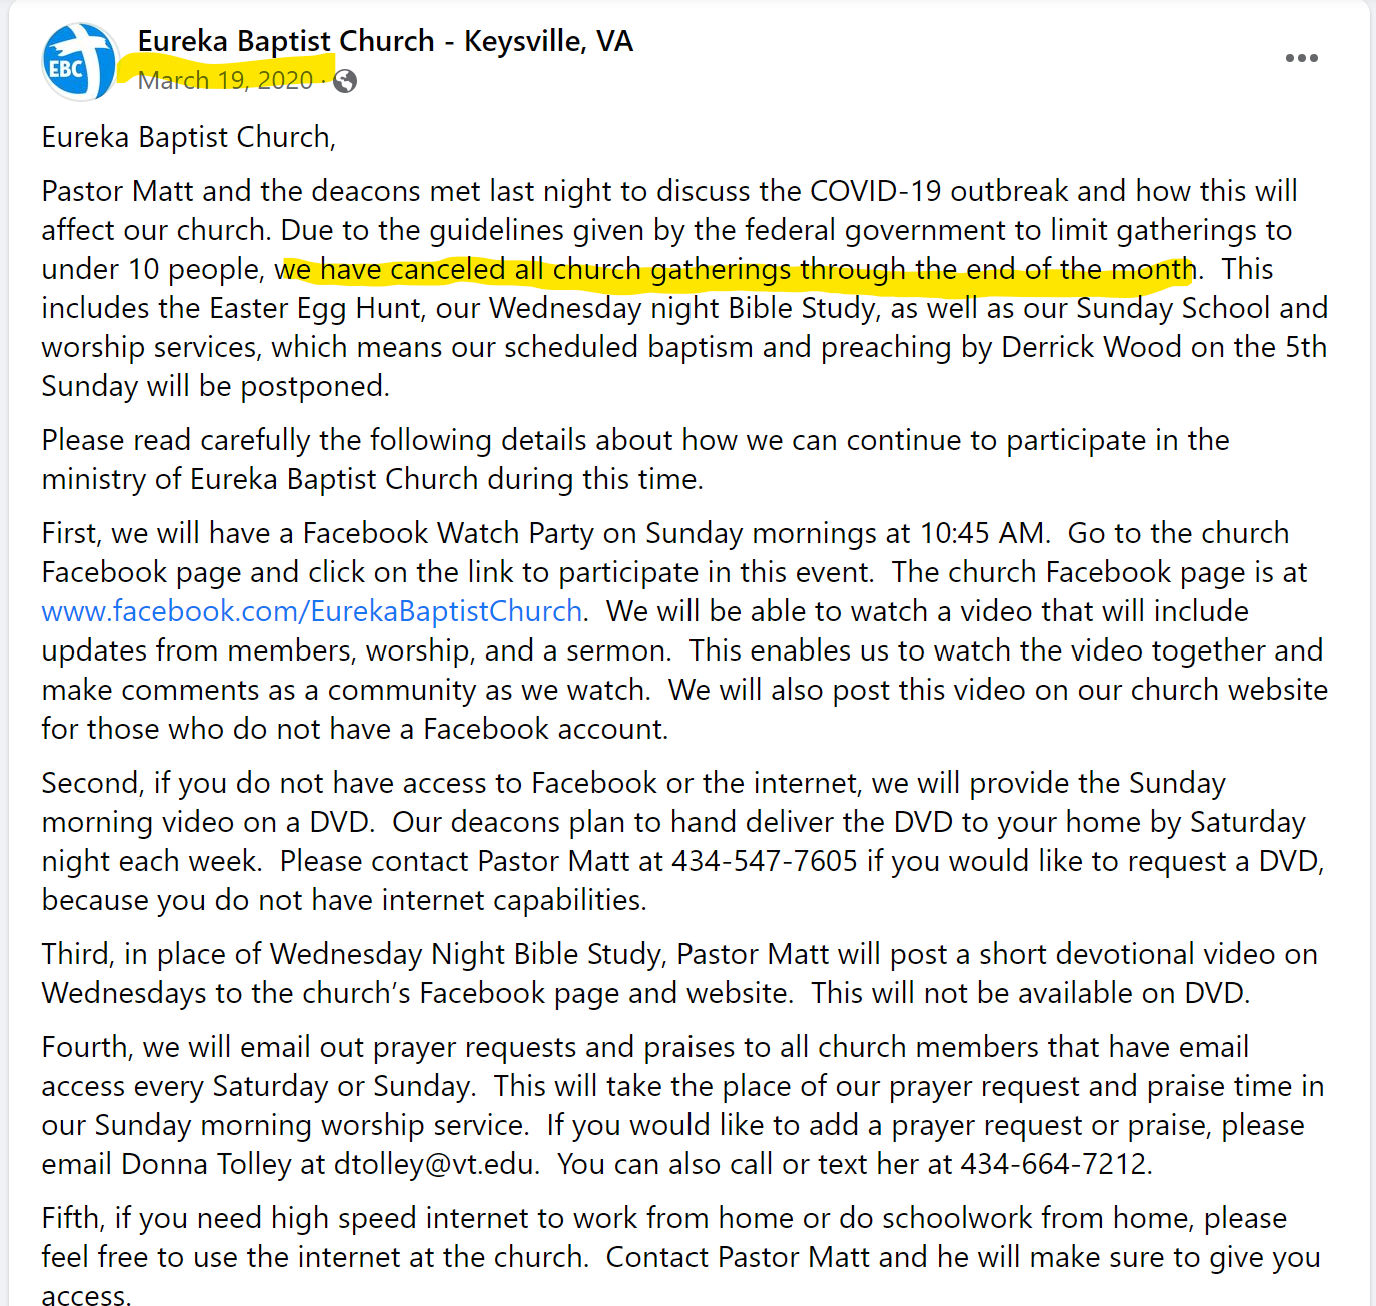 EBC
Eureka Baptist Church - Keysville, VA
March 19, 2020 ·
Eureka Baptist Church,
Pastor Matt and the deacons met last night to discuss the COVID-19 outbreak and how this will
affect our church. Due to the guidelines given by the federal government to limit gatherings to
under 10 people, we have canceled all church gatherings through the end of the month.  This
includes the Easter Egg Hunt, our Wednesday night Bible Study, as well as our Sunday School and
worship services, which means our scheduled baptism and preaching by Derrick Wood on the 5th
Sunday will be postponed.
Please read carefully the following details about how we can continue to participate in the
ministry of Eureka Baptist Church during this time.
First, we will have a Facebook Watch Party on Sunday mornings at 10:45 AM.  Go to the church
Facebook page and click on the link to participate in this event.  The church Facebook page is at
www.facebook.com/EurekaBaptistChurch.  We will be able to watch a video that will include
updates from members, worship, and a sermon.  This enables us to watch the video together and
make comments as a community as we watch.  We will also post this video on our church website
for those who do not have a Facebook account.
Second, if you do not have access to Facebook or the internet, we will provide the Sunday
morning video on a DVD.  Our deacons plan to hand deliver the DVD to your home by Saturday
night each week.  Please contact Pastor Matt at 434-547-7605 if you would like to request a DVD,
because you do not have internet capabilities.
Third, in place of Wednesday Night Bible Study, Pastor Matt will post a short devotional video on
Wednesdays to the church’s Facebook page and website.  This will not be available on DVD.
Fourth, we will email out prayer requests and praises to all church members that have email
access every Saturday or Sunday.  This will take the place of our prayer request and praise time in
our Sunday morning worship service.  If you would like to add a prayer request or praise, please
email Donna Tolley at dtolley@vt.edu.  You can also call or text her at 434-664-7212.
Fifth, if you need high speed internet to work from home or do schoolwork from home, please
feel free to use the internet at the church.  Contact Pastor Matt and he will make sure to give you
access.